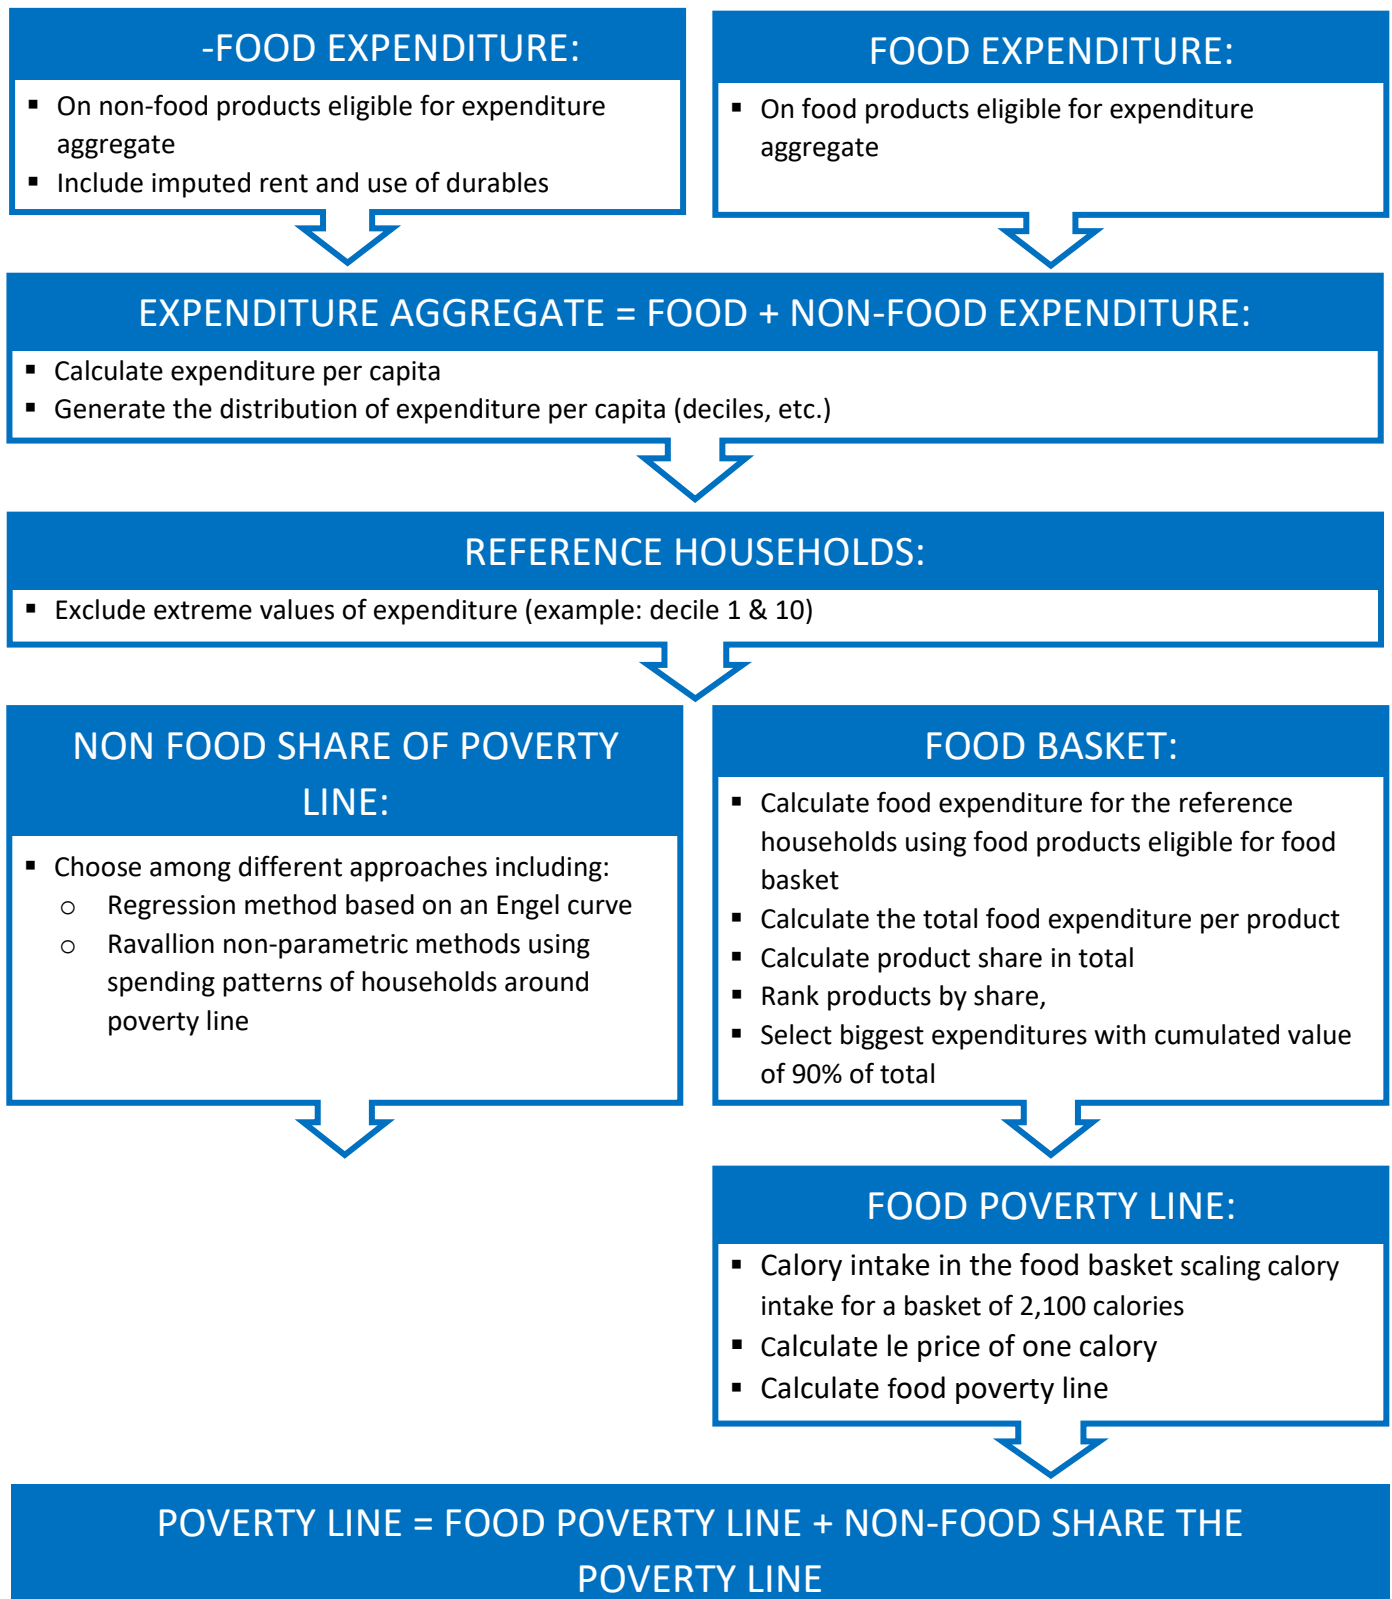 -FOOD EXPENDITURE:
▪ On non-food products eligible for expenditure
aggregate
▪ Include imputed rent and use of durables
FOOD EXPENDITURE:
▪ On food products eligible for expenditure
aggregate
EXPENDITURE AGGREGATE = FOOD + NON-FOOD EXPENDITURE:
▪ Calculate expenditure per capita
▪ Generate the distribution of expenditure per capita (deciles, etc.)
REFERENCE HOUSEHOLDS:
▪ Exclude extreme values of expenditure (example: decile 1 & 10)
NON FOOD SHARE OF POVERTY
LINE:
▪ Choose among different approaches including:
o Regression method based on an Engel curve
o Ravallion non-parametric methods using
spending patterns of households around
poverty line
FOOD BASKET:
▪ Calculate food expenditure for the reference
households using food products eligible for food
basket
▪ Calculate the total food expenditure per product
▪ Calculate product share in total
▪ Rank products by share,
▪ Select biggest expenditures with cumulated value
of 90% of total
FOOD POVERTY LINE:
▪ Calory intake in the food basket scaling calory
intake for a basket of 2,100 calories
▪ Calculate le price of one calory
▪ Calculate food poverty line
POVERTY LINE = FOOD POVERTY LINE + NON-FOOD SHARE THE
POVERTY LINE